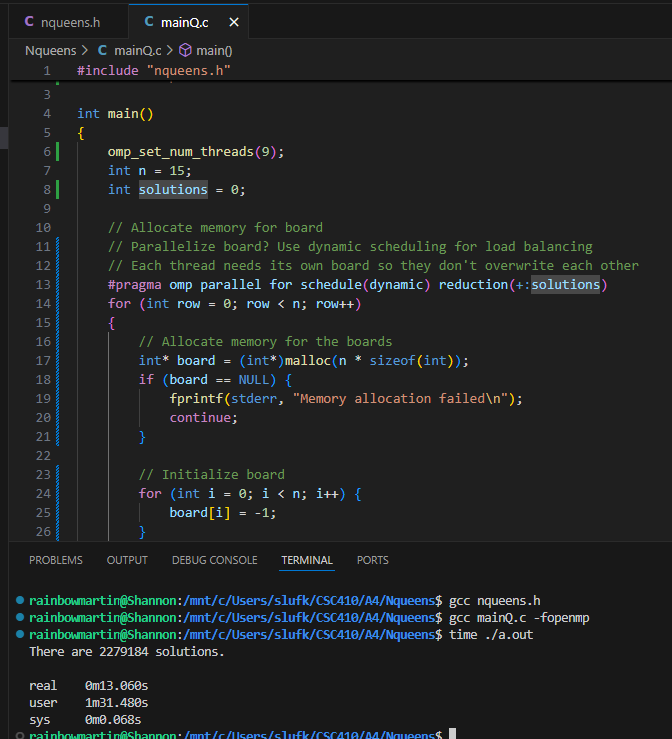 nqueens.h
mainQ.c
Nqueens > mainQ.c > main()
1 #include "nqueens.h"
3
4 int main()
5 {
6 omp_set_num_threads(9);
7 int n = 15;
8 int solutions = 0;
9
10 // Allocate memory for board
11 // Parallelize board? Use dynamic scheduling for load balancing
12 // Each thread needs its own board so they don't overwrite each other
13 #pragma omp parallel for schedule(dynamic) reduction(+:solutions)
14 for (int row = 0; row < n; row++)
15 {
16 // Allocate memory for the boards
17 int* board = (int*)malloc(n * sizeof(int));
18 if (board == NULL) {
19 fprintf(stderr, "Memory allocation failed\n");
20 continue;
21 }
22
23 // Initialize board
24 for (int i = 0; i < n; i++) {
25 board[i] = -1;
26 }
PROBLEMS OUTPUT DEBUG CONSOLE TERMINAL PORTS
rainbowmartin@Shannon:/mnt/c/Users/slufk/CSC410/A4/Nqueens$ gcc nqueens.h
rainbowmartin@Shannon:/mnt/c/Users/slufk/CSC410/A4/Nqueens$ gcc mainQ.c -fopenmp
rainbowmartin@Shannon:/mnt/c/Users/slufk/CSC410/A4/Nqueens$ time ./a.out
There are 2279184 solutions.
real 0m13.060s
user 1m31.480s
sys 0m0.068s
rainbowmartin@Shannon:/mnt/c/Users/slufk/CSC410/A4/Nqueens$